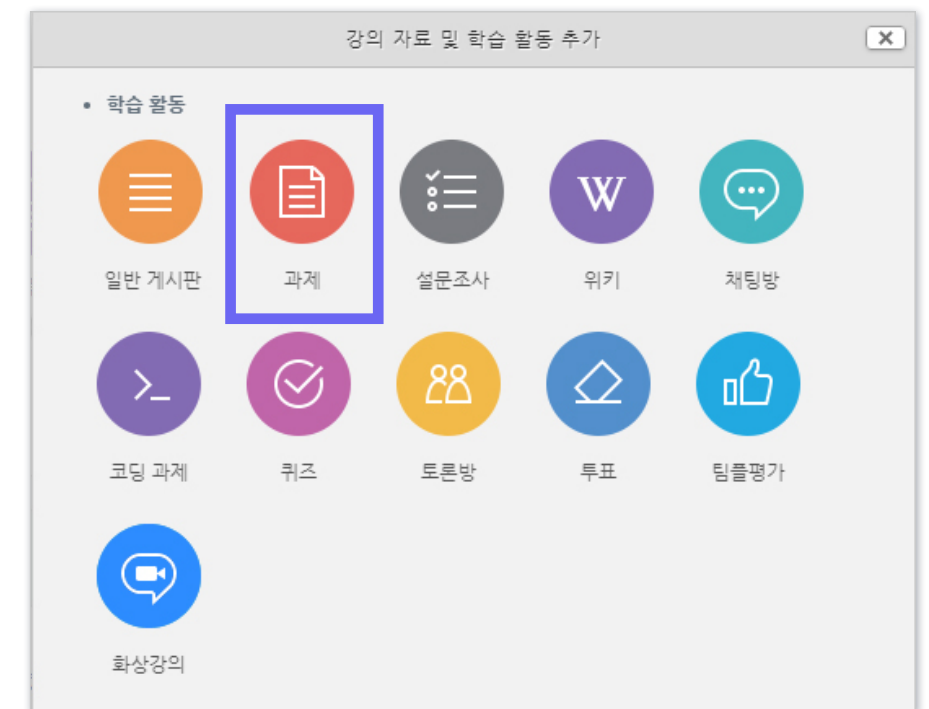 강의 자료 및 학습 활동 추가
• 학습 활동
일반 게시판 과제 설문조사 위키 채팅방
코딩 과제 퀴즈 토론방 투표 팀플평가
화상강의